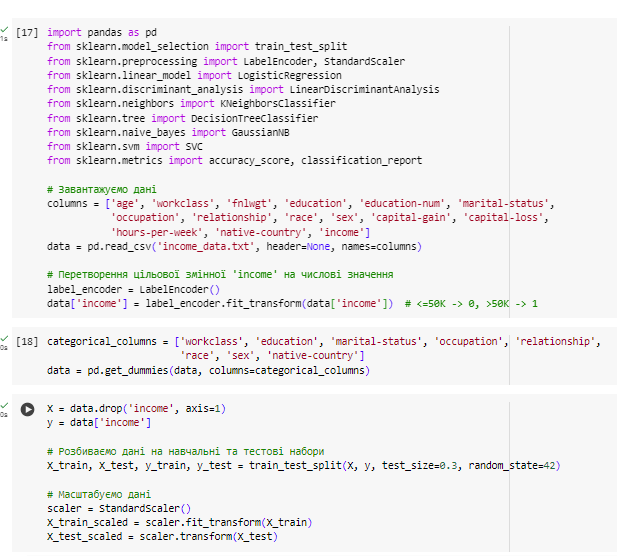 [17] import pandas as pd
from sklearn.model_selection import train_test_split
from sklearn.preprocessing import LabelEncoder, StandardScaler
from sklearn.linear_model import LogisticRegression
from sklearn.discriminant_analysis import LinearDiscriminantAnalysis
from sklearn.neighbors import KNeighborsClassifier
from sklearn.tree import DecisionTreeClassifier
from sklearn.naive_bayes import GaussianNB
from sklearn.svm import SVC
from sklearn.metrics import accuracy_score, classification_report
1s
# Завантажуємо дані
columns = ['age', 'workclass', 'fnlwgt', 'education', 'education-num', 'marital-status',
'occupation', 'relationship', 'race', 'sex', 'capital-gain', 'capital-loss',
'hours-per-week', 'native-country', 'income']
data = pd.read_csv('income_data.txt', header=None, names=columns)
# Перетворення цільової змінної 'income' на числові значення
label_encoder = LabelEncoder()
data['income'] = label_encoder.fit_transform(data['income']) # <=50K -> 0, >50K -> 1
[18] categorical_columns = ['workclass', 'education', 'marital-status', 'occupation', 'relationship',
0s
'race', 'sex', 'native-country']
data = pd.get_dummies(data, columns=categorical_columns)
X = data.drop('income', axis=1)
0s
y = data['income']
# Розбиваємо дані на навчальні та тестові набори
X_train, X_test, y_train, y_test = train_test_split(X, y, test_size=0.3, random_state=42)
# Масштабуємо дані
scaler = StandardScaler()
X_train_scaled = scaler.fit_transform(X_train)
X_test_scaled = scaler.transform(X_test)